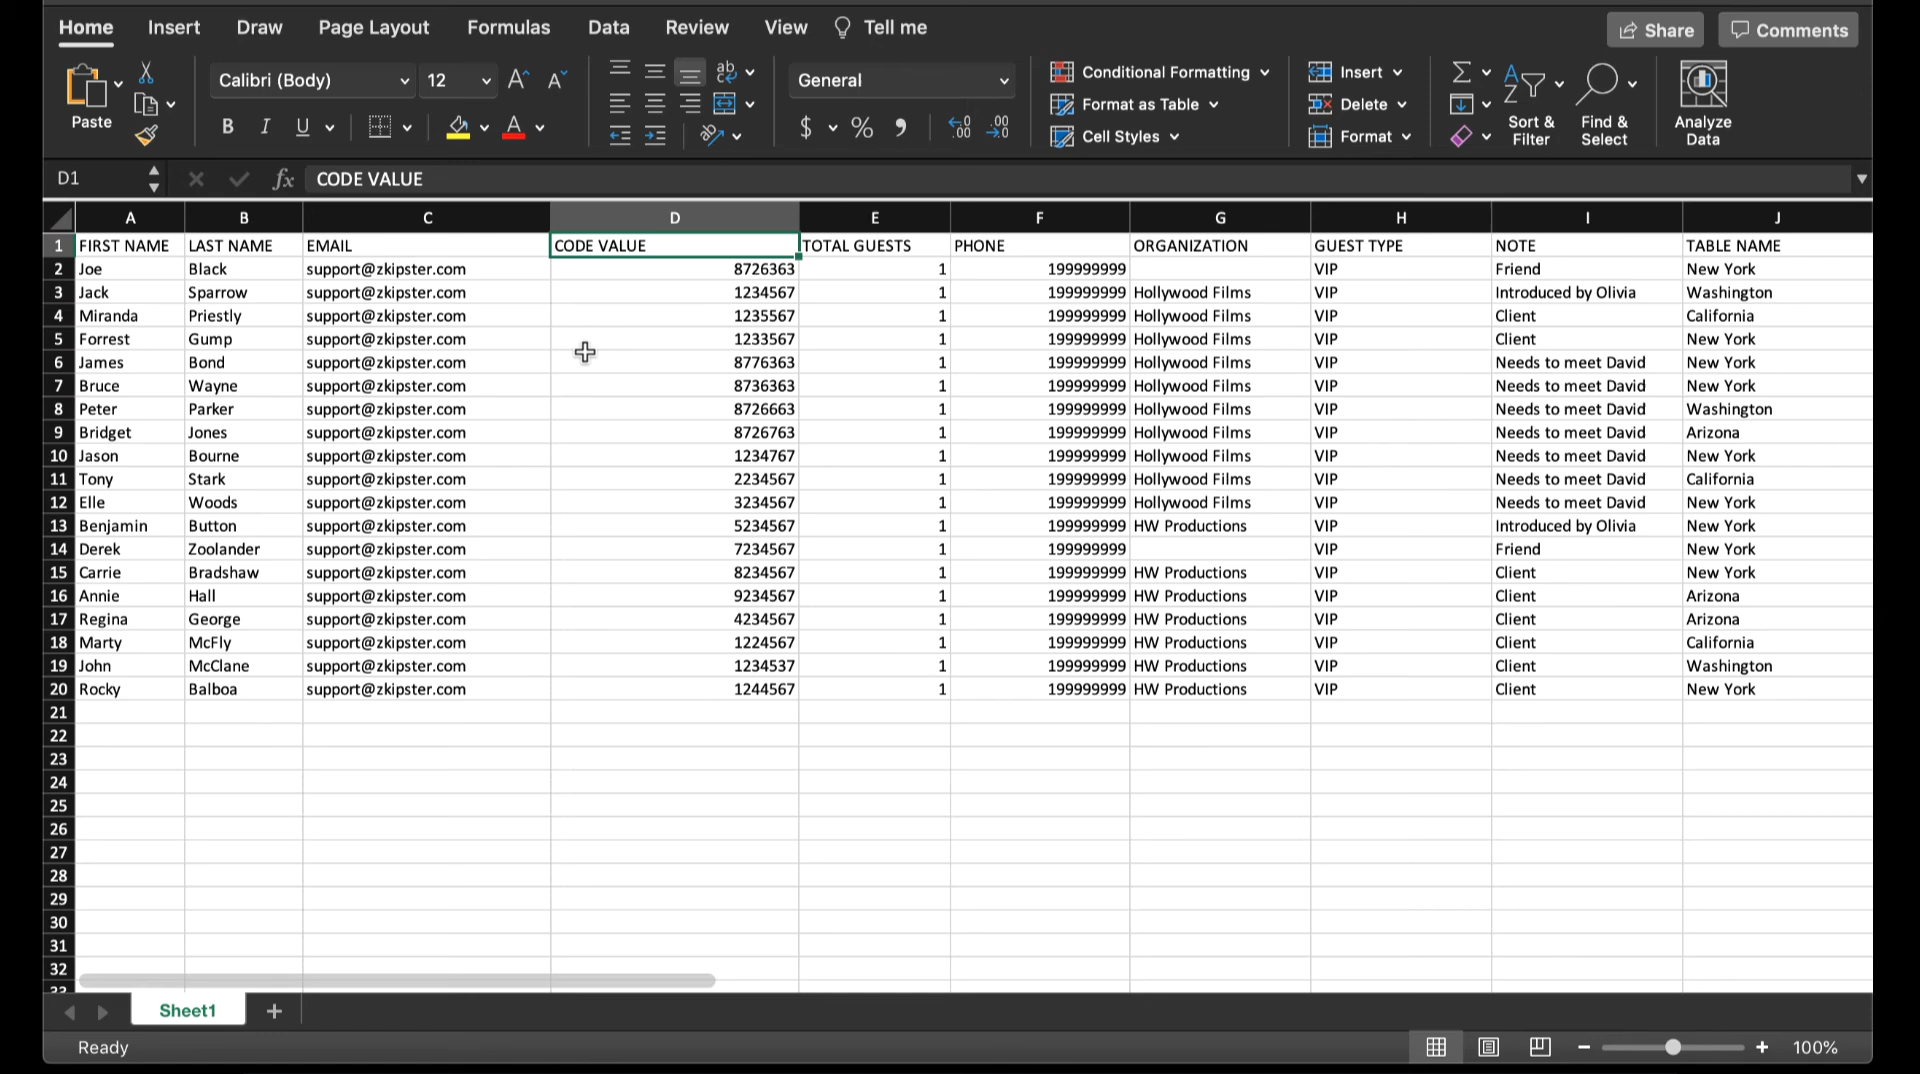 Home Insert Draw Page Layout Formulas Data Review View Tell me Share Comments
Paste Calibri (Body) 12 General Conditional Formatting Format as Table Cell Styles Insert Delete Format Sort & Filter Find & Select Analyze Data
D1 fx CODE VALUE
A B C D E F G H I J
1 FIRST NAME LAST NAME EMAIL CODE VALUE TOTAL GUESTS PHONE ORGANIZATION GUEST TYPE NOTE TABLE NAME
2 Joe Black support@zkipster.com 8726363 1 199999999 VIP Friend New York
3 Jack Sparrow support@zkipster.com 1234567 1 199999999 Hollywood Films VIP Introduced by Olivia Washington
4 Miranda Priestly support@zkipster.com 1235567 1 199999999 Hollywood Films VIP Client California
5 Forrest Gump support@zkipster.com 1233567 1 199999999 Hollywood Films VIP Client New York
6 James Bond support@zkipster.com 8776363 1 199999999 Hollywood Films VIP Needs to meet David New York
7 Bruce Wayne support@zkipster.com 8736363 1 199999999 Hollywood Films VIP Needs to meet David New York
8 Peter Parker support@zkipster.com 8726663 1 199999999 Hollywood Films VIP Needs to meet David Washington
9 Bridget Jones support@zkipster.com 8726763 1 199999999 Hollywood Films VIP Needs to meet David Arizona
10 Jason Bourne support@zkipster.com 1234767 1 199999999 Hollywood Films VIP Needs to meet David New York
11 Tony Stark support@zkipster.com 2234567 1 199999999 Hollywood Films VIP Needs to meet David California
12 Elle Woods support@zkipster.com 3234567 1 199999999 Hollywood Films VIP Needs to meet David New York
13 Benjamin Button support@zkipster.com 5234567 1 199999999 HW Productions VIP Introduced by Olivia New York
14 Derek Zoolander support@zkipster.com 7234567 1 199999999 VIP Friend New York
15 Carrie Bradshaw support@zkipster.com 8234567 1 199999999 HW Productions VIP Client New York
16 Annie Hall support@zkipster.com 9234567 1 199999999 HW Productions VIP Client Arizona
17 Regina George support@zkipster.com 4234567 1 199999999 HW Productions VIP Client Arizona
18 Marty McFly support@zkipster.com 1224567 1 199999999 HW Productions VIP Client California
19 John McClane support@zkipster.com 1234537 1 199999999 HW Productions VIP Client Washington
20 Rocky Balboa support@zkipster.com 1244567 1 199999999 HW Productions VIP Client New York
21
22
23
24
25
26
27
28
29
30
31
32
33
Sheet1
Ready 100%